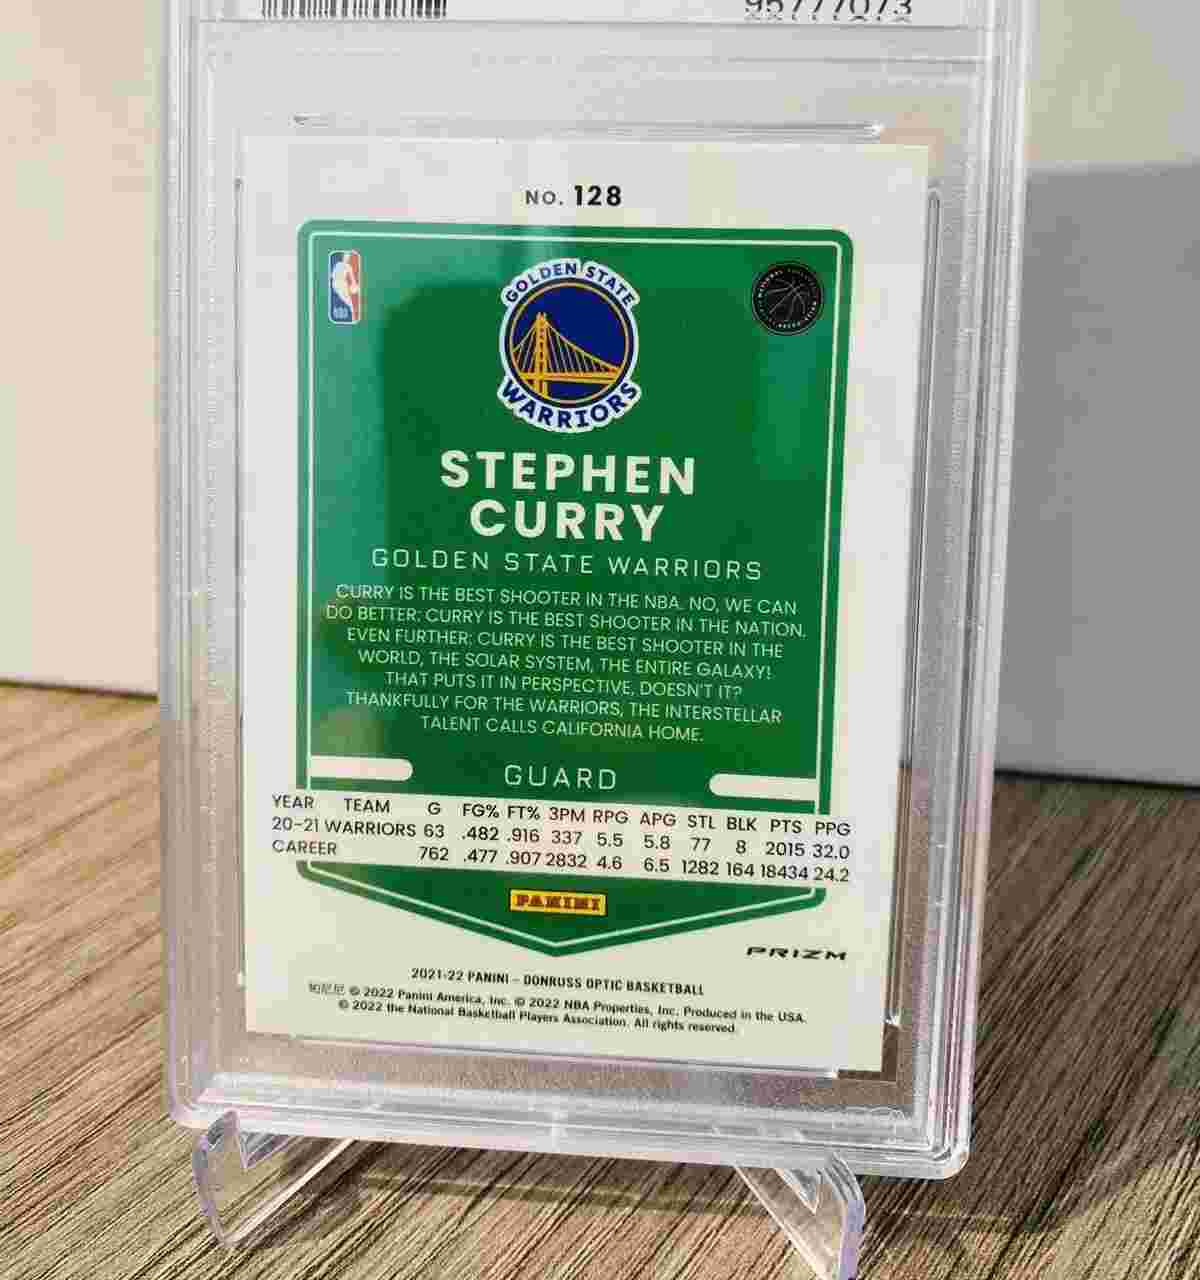 95777073
NO. 128
GOLDEN STATE
WARRIORS
STEPHEN
CURRY
GOLDEN STATE WARRIORS
CURRY IS THE BEST SHOOTER IN THE NBA. NO, WE CAN
DO BETTER: CURRY IS THE BEST SHOOTER IN THE NATION.
EVEN FURTHER: CURRY IS THE BEST SHOOTER IN THE
WORLD, THE SOLAR SYSTEM, THE ENTIRE GALAXY!
THAT PUTS IT IN PERSPECTIVE, DOESN'T IT?
THANKFULLY FOR THE WARRIORS, THE INTERSTELLAR
TALENT CALLS CALIFORNIA HOME.
GUARD
YEAR TEAM G FG% FT% 3PM RPG APG STL BLK PTS PPG
20-21 WARRIORS 63 .482 .916 337 5.5 5.8 77 8 2015 32.0
CAREER 762 .477 .907 2832 4.6 6.5 1282 164 18434 24.2
PANINI
PRIZM
2021-22 PANINI – DONRUSS OPTIC BASKETBALL
帕尼尼 © 2022 Panini America, Inc. © 2022 NBA Properties, Inc. Produced in the USA.
© 2022 the National Basketball Players Association. All rights reserved.